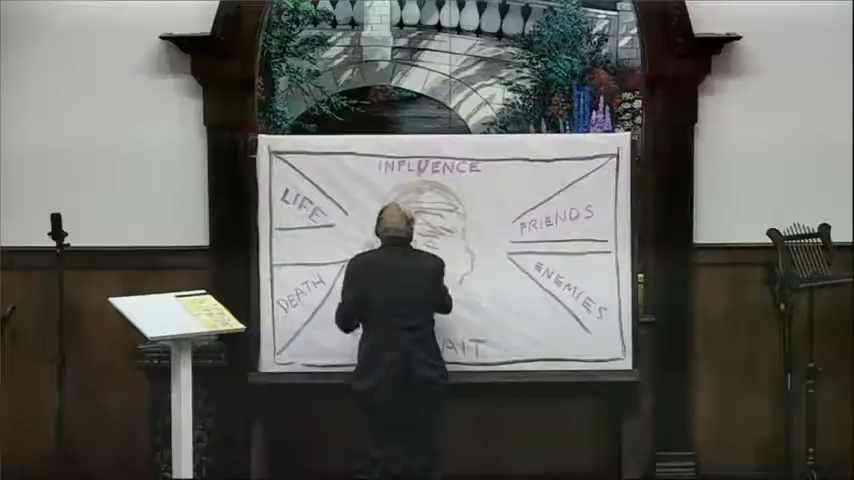 INFLUENCE
LIFE
FRIENDS
DEATH
ENEMIES